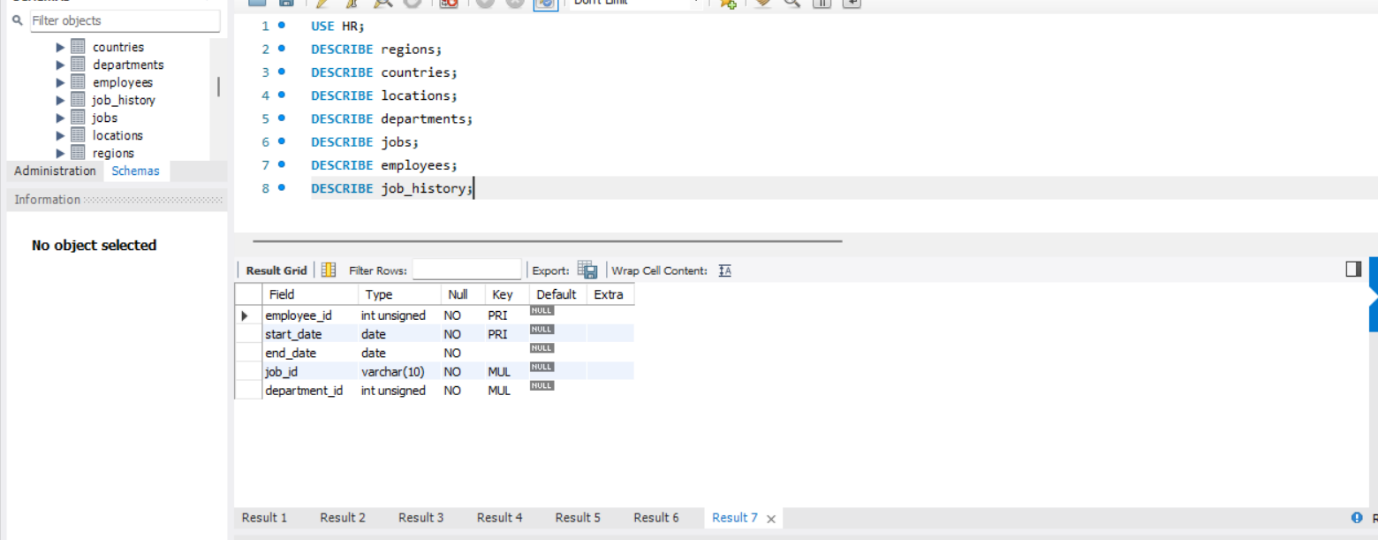 Filter objects
countries
departments
employees
job_history
jobs
locations
regions
Administration Schemas
Information
No object selected
Don't Limit
1 USE HR;
2 DESCRIBE regions;
3 DESCRIBE countries;
4 DESCRIBE locations;
5 DESCRIBE departments;
6 DESCRIBE jobs;
7 DESCRIBE employees;
8 DESCRIBE job_history;
Result Grid Filter Rows: Export: Wrap Cell Content: IA
Field Type Null Key Default Extra
employee_id int unsigned NO PRI NULL
start_date date NO PRI NULL
end_date date NO NULL
job_id varchar(10) NO MUL NULL
department_id int unsigned NO MUL NULL
Result 1 Result 2 Result 3 Result 4 Result 5 Result 6 Result 7